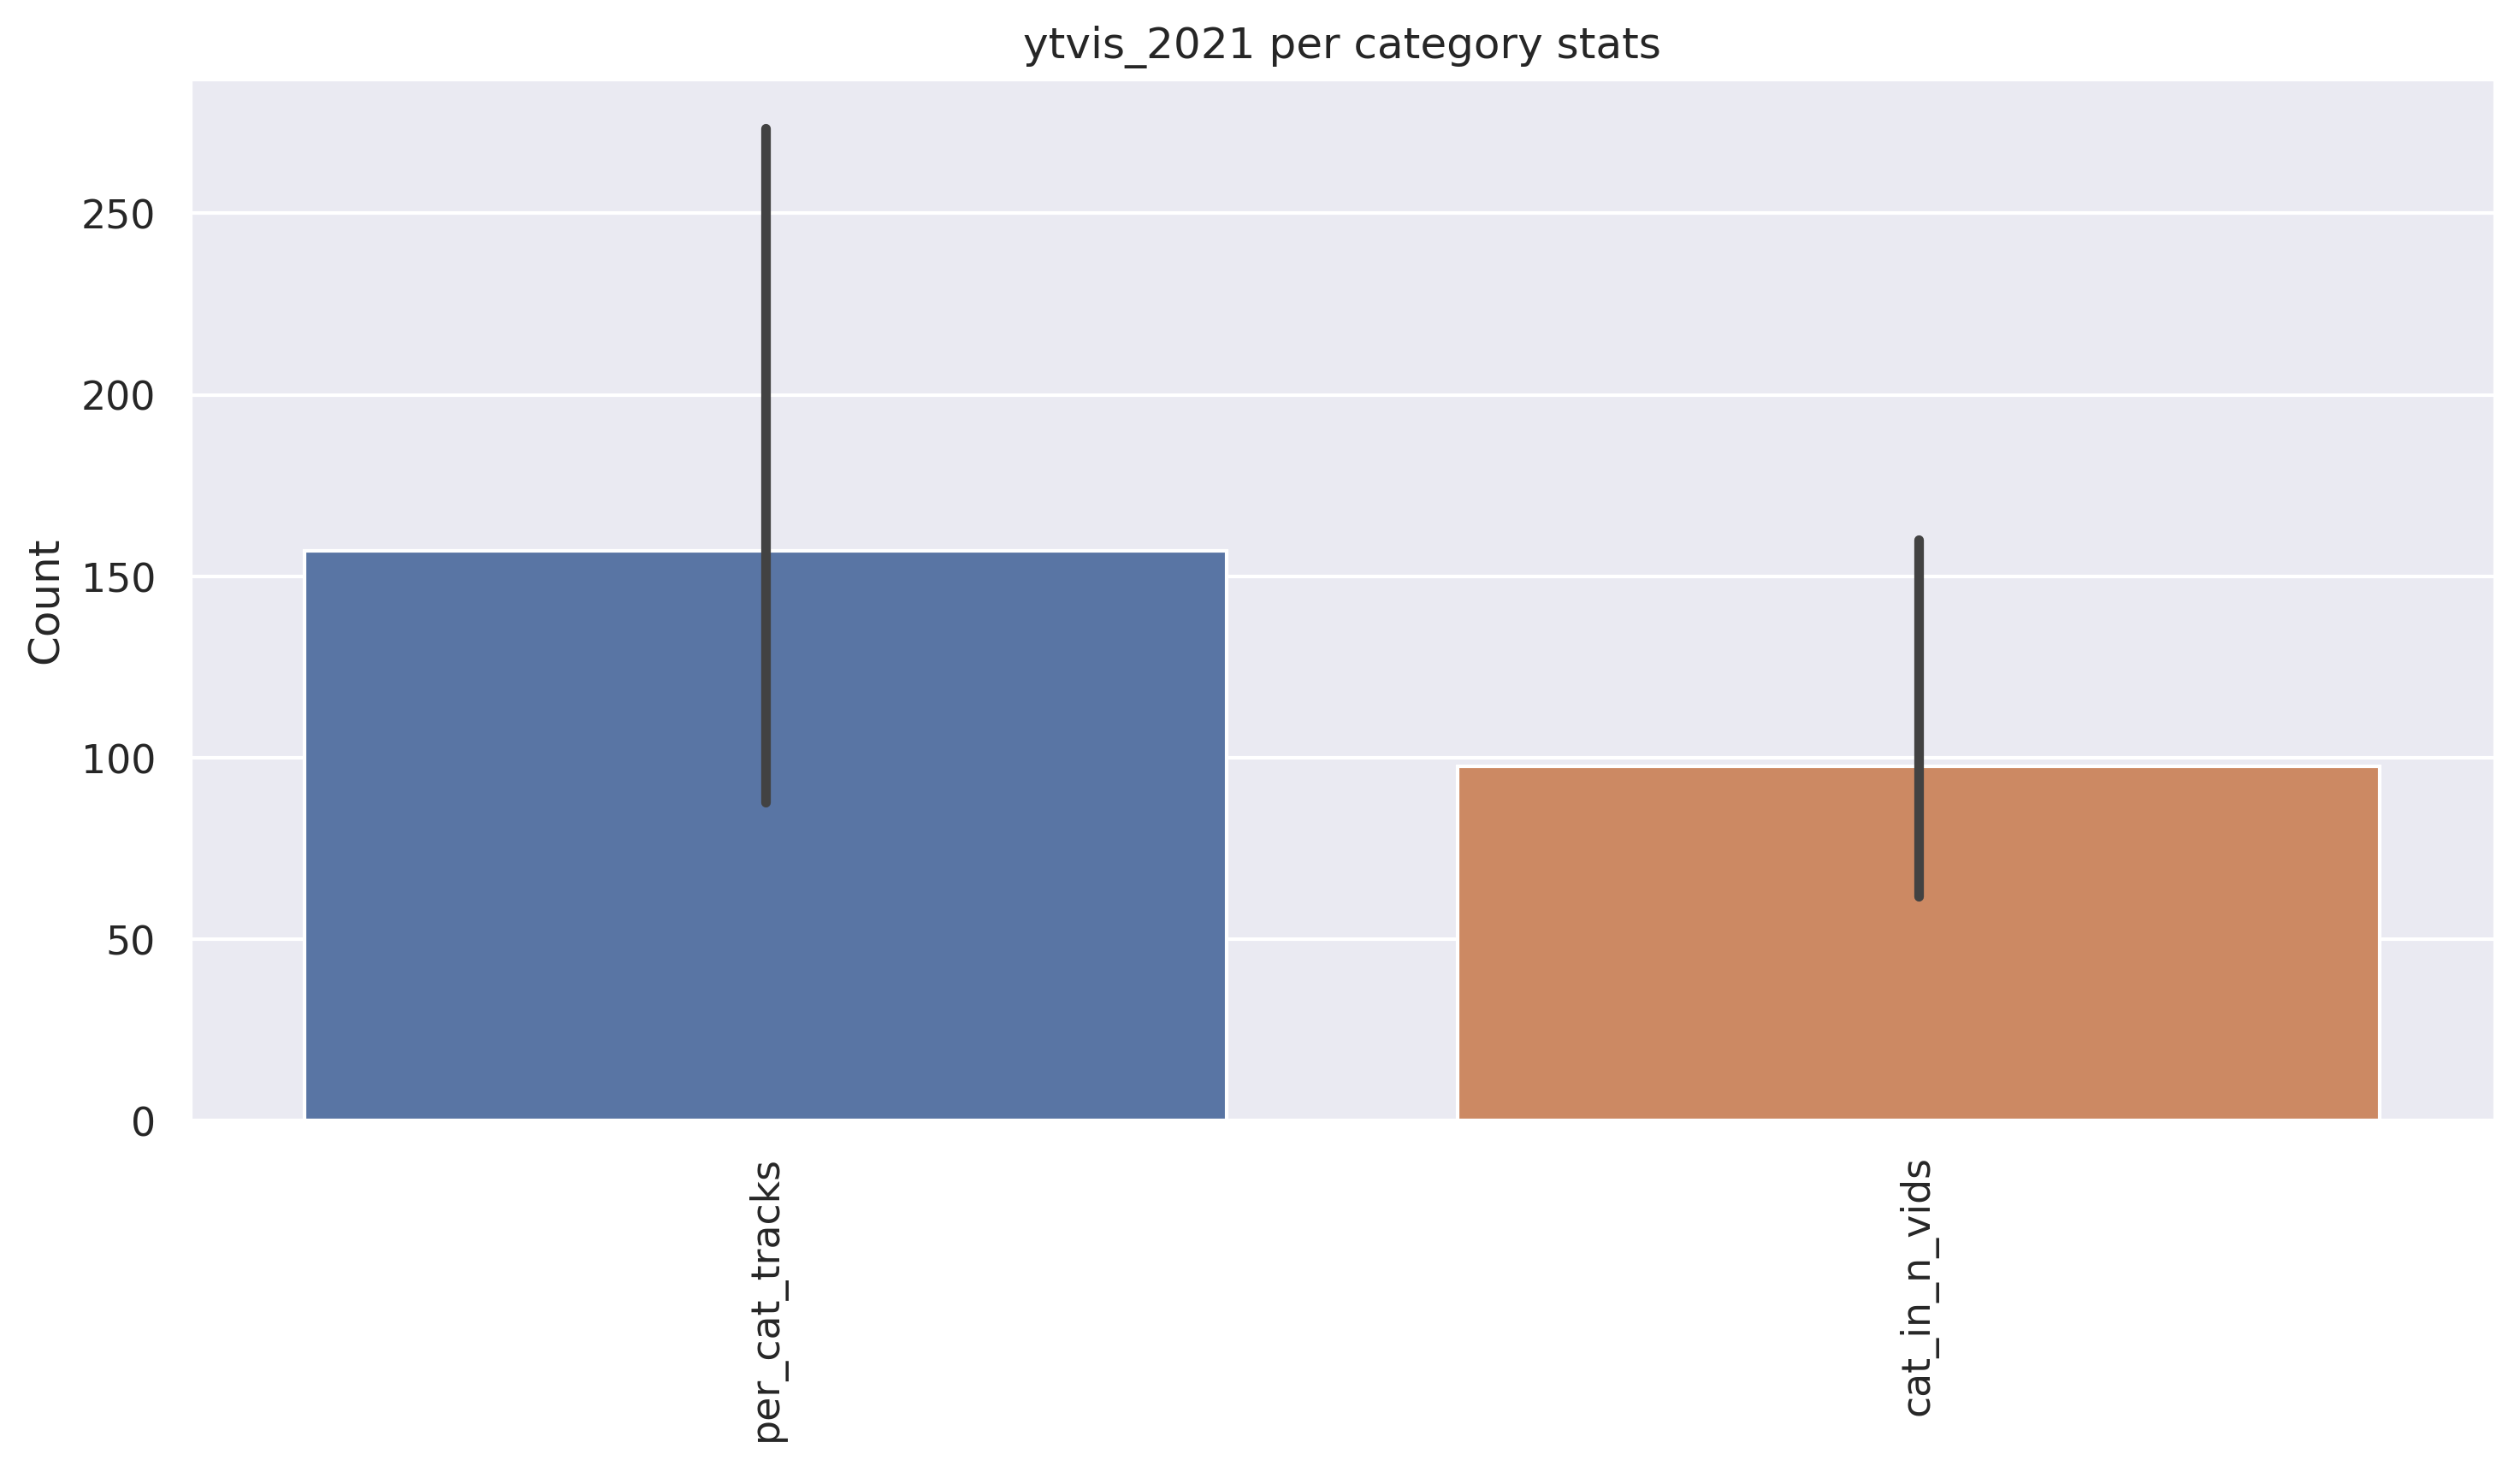 ytvis_2021 per category stats
Count
250
200
150
100
50
0
per_cat_tracks
cat_in_n_vids